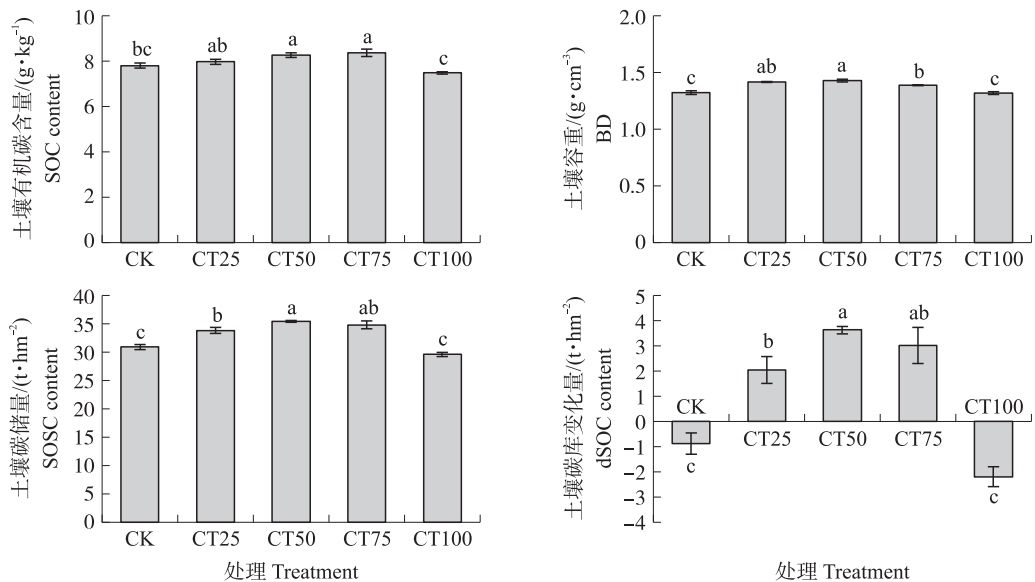 土壤有机碳含量/(g•kg⁻¹)
SOC content
10
8
6
4
2
0
bc
ab
a
a
c
CK
CT25
CT50
CT75
CT100
土壤容重/(g•cm⁻³)
BD
2.0
1.5
1.0
0.5
0
c
ab
a
b
c
CK
CT25
CT50
CT75
CT100
土壤碳储量/(t•hm⁻²)
SOSC content
40
35
30
25
20
15
10
5
0
c
b
a
ab
c
CK
CT25
CT50
CT75
CT100
处理 Treatment
土壤碳库变化量/(t•hm⁻²)
dSOC content
5
4
3
2
1
0
−1
−2
−3
−4
CK
c
b
CT25
a
CT50
ab
CT75
CT100
c
处理 Treatment